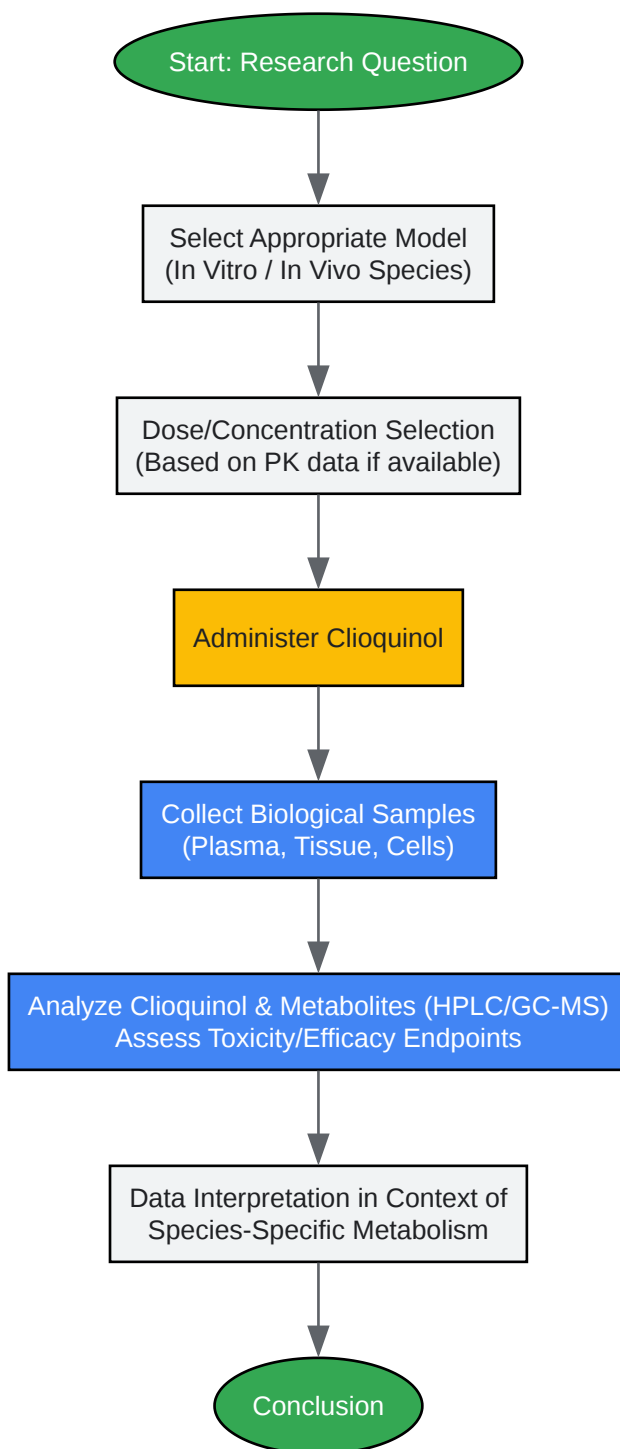 Start: Research Question
Select Appropriate Model
(In Vitro / In Vivo Species)
Dose/Concentration Selection
(Based on PK data if available)
Administer Clioquinol
Collect Biological Samples
(Plasma, Tissue, Cells)
Analyze Clioquinol & Metabolites (HPLC/GC-MS)
Assess Toxicity/Efficacy Endpoints
Data Interpretation in Context of
Species-Specific Metabolism
Conclusion